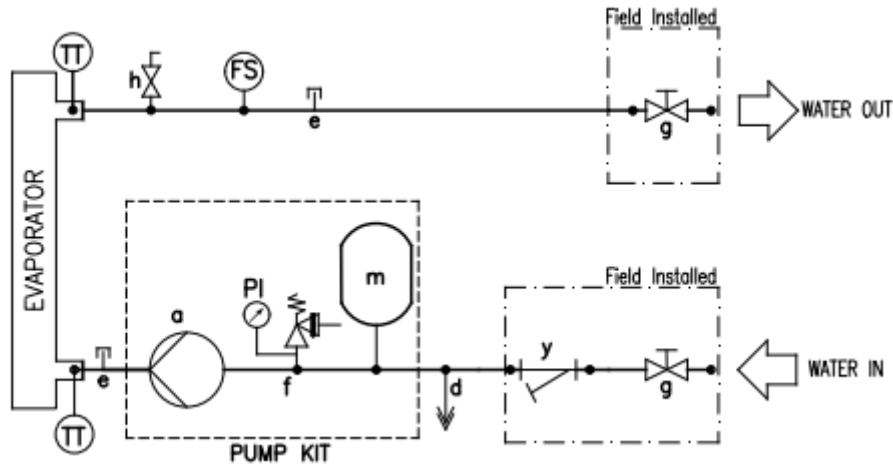 Field Installed
TT
h
FS
e
g
WATER OUT
EVAPORATOR
Field Installed
m
PI
a
y
e
f
d
g
WATER IN
TT
PUMP KIT